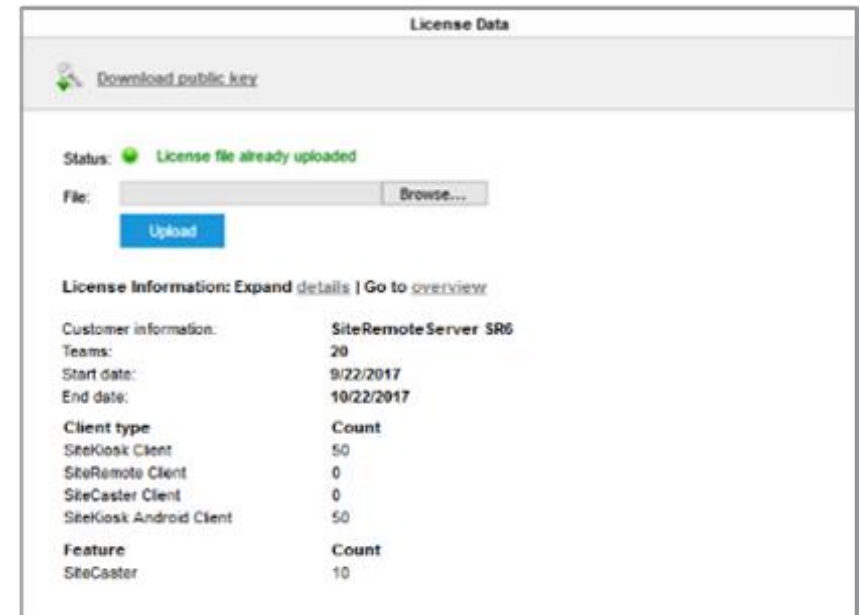 License Data
Download public key
Status: License file already uploaded
File: Browse...
Upload
License Information: Expand details | Go to overview
Customer information: SiteRemoteServer SR6
Teams: 20
Start date: 9/22/2017
End date: 10/22/2017
Client type Count
SiteKiosk Client 50
SiteRemote Client 0
SiteCaster Client 0
SiteKiosk Android Client 50
Feature Count
SiteCaster 10